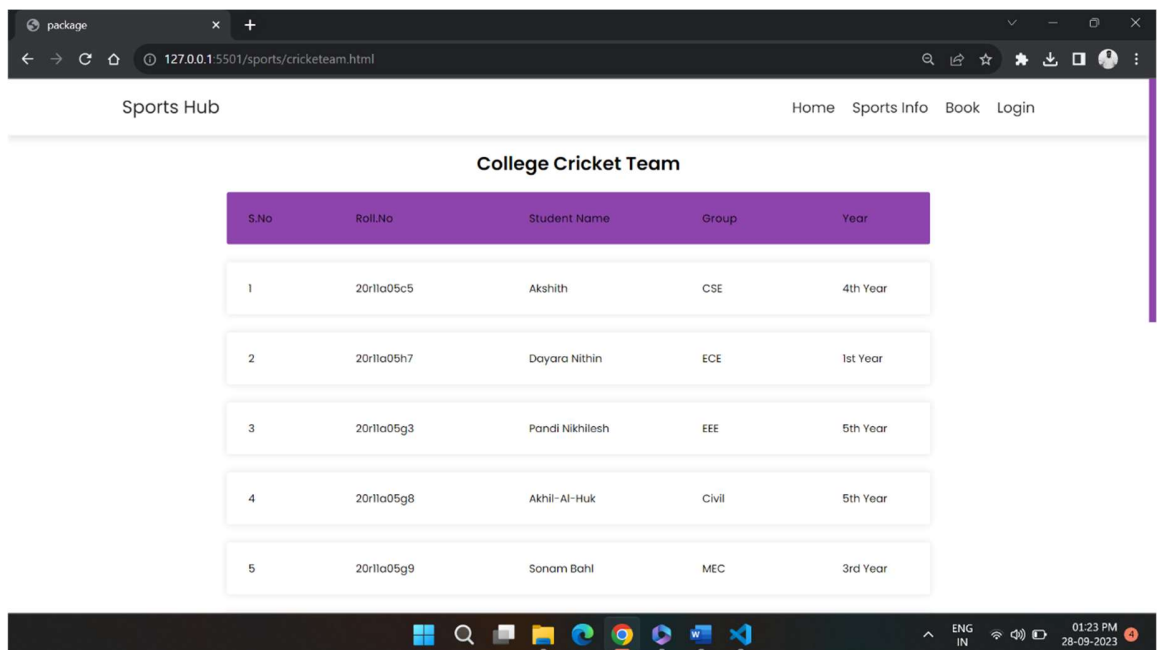 package
127.0.0.1:5501/sports/cricketeam.html
Sports Hub Home Sports Info Book Login
College Cricket Team
S.No Roll.No Student Name Group Year
1 20r11a05c5 Akshith CSE 4th Year
2 20r11a05h7 Dayara Nithin ECE 1st Year
3 20r11a05g3 Pandi Nikhilesh EEE 5th Year
4 20r11a05g8 Akhil-Al-Huk Civil 5th Year
5 20r11a05g9 Sonam Bahl MEC 3rd Year
ENG 01:23 PM
IN 28-09-2023 4